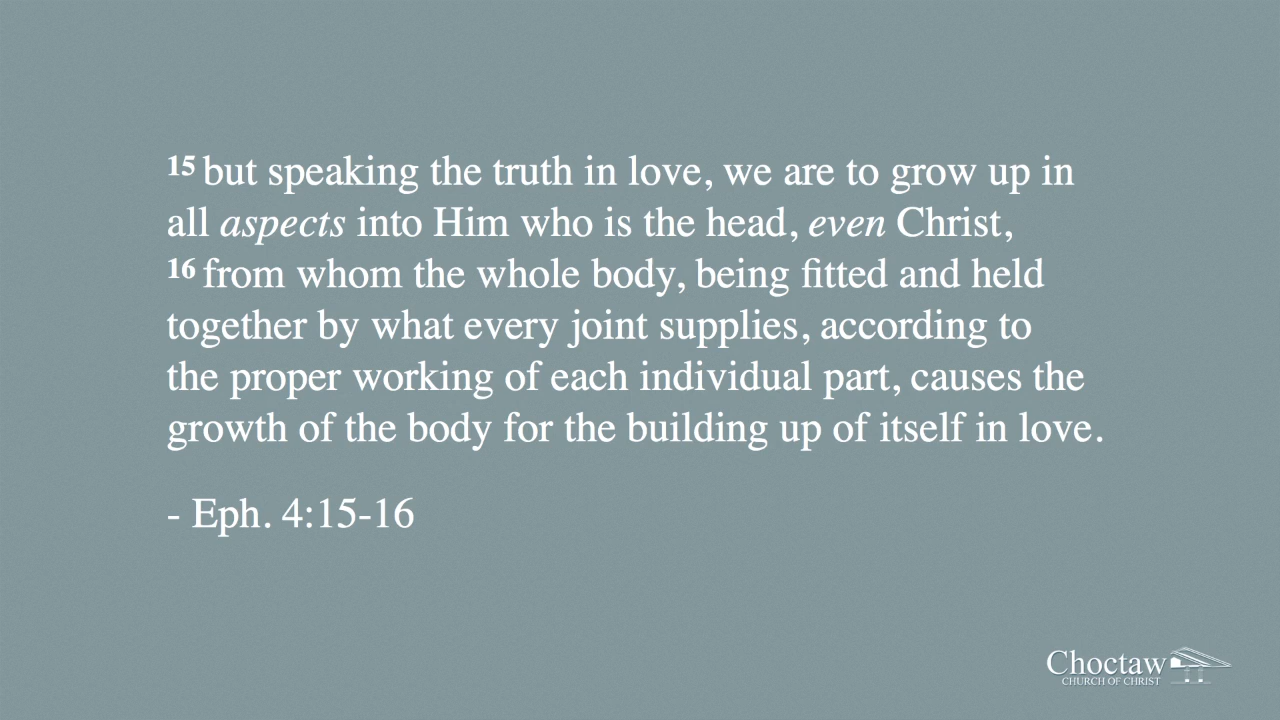 15 but speaking the truth in love, we are to grow up in
all aspects into Him who is the head, even Christ,
16 from whom the whole body, being fitted and held
together by what every joint supplies, according to
the proper working of each individual part, causes the
growth of the body for the building up of itself in love.
- Eph. 4:15-16
Choctaw
CHURCH OF CHRIST